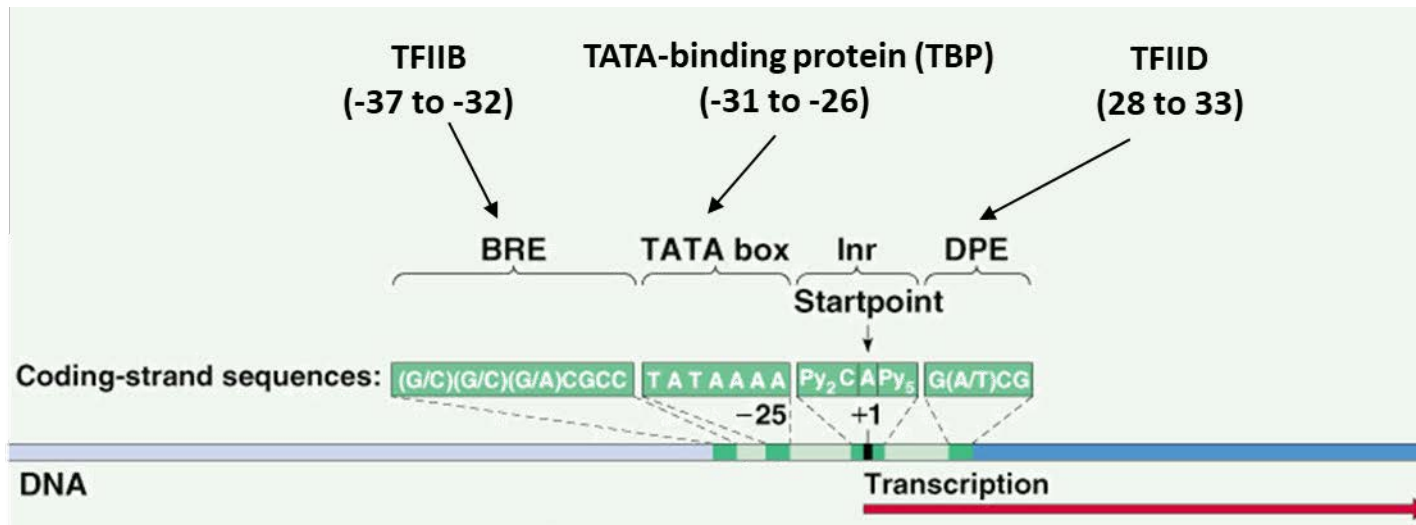 TFIIB
(-37 to -32)
TATA-binding protein (TBP)
(-31 to -26)
TFIID
(28 to 33)
BRE
TATA box
Inr
DPE
Startpoint
Coding-strand sequences:
(G/C)(G/C)(G/A)CGCC
TATAAAA
Py₂CAPy₅
G(A/T)CG
−25
+1
DNA
Transcription